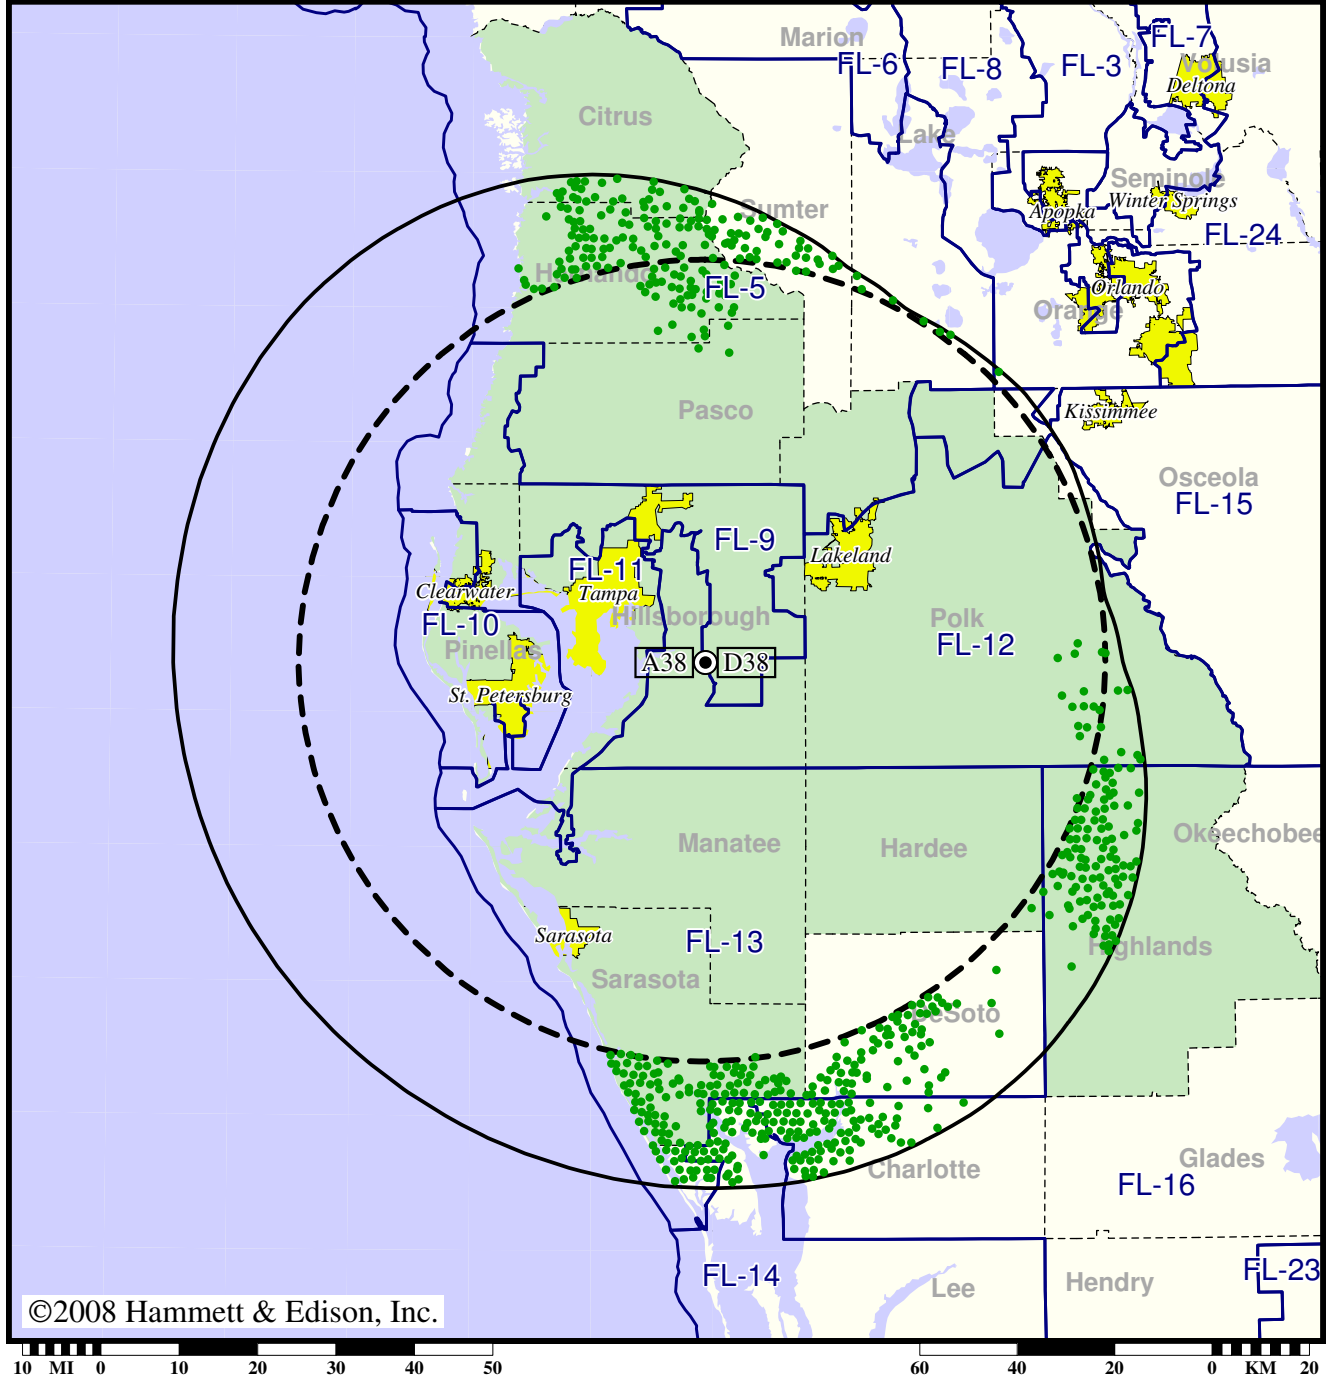 Marion
FL-7
FL-6
FL-8
FL-3
Volusia
Deltona
Citrus
Lake
Seminole
Winter Springs
Apopka
Sumter
FL-24
Hernando
FL-5
Orlando
Orange
Pasco
Kissimmee
Osceola
FL-15
FL-9
Lakeland
FL-11
Tampa
Clearwater
Hillsborough
Polk
FL-10
FL-12
Pinellas
A38
D38
St. Petersburg
Manatee
Hardee
Okeechobee
Sarasota
FL-13
Highlands
Sarasota
DeSoto
Charlotte
Glades
FL-16
FL-14
Lee
Hendry
FL-23
©2008 Hammett & Edison, Inc.
10 MI 0 10 20 30 40 50
60 40 20 0 KM 20